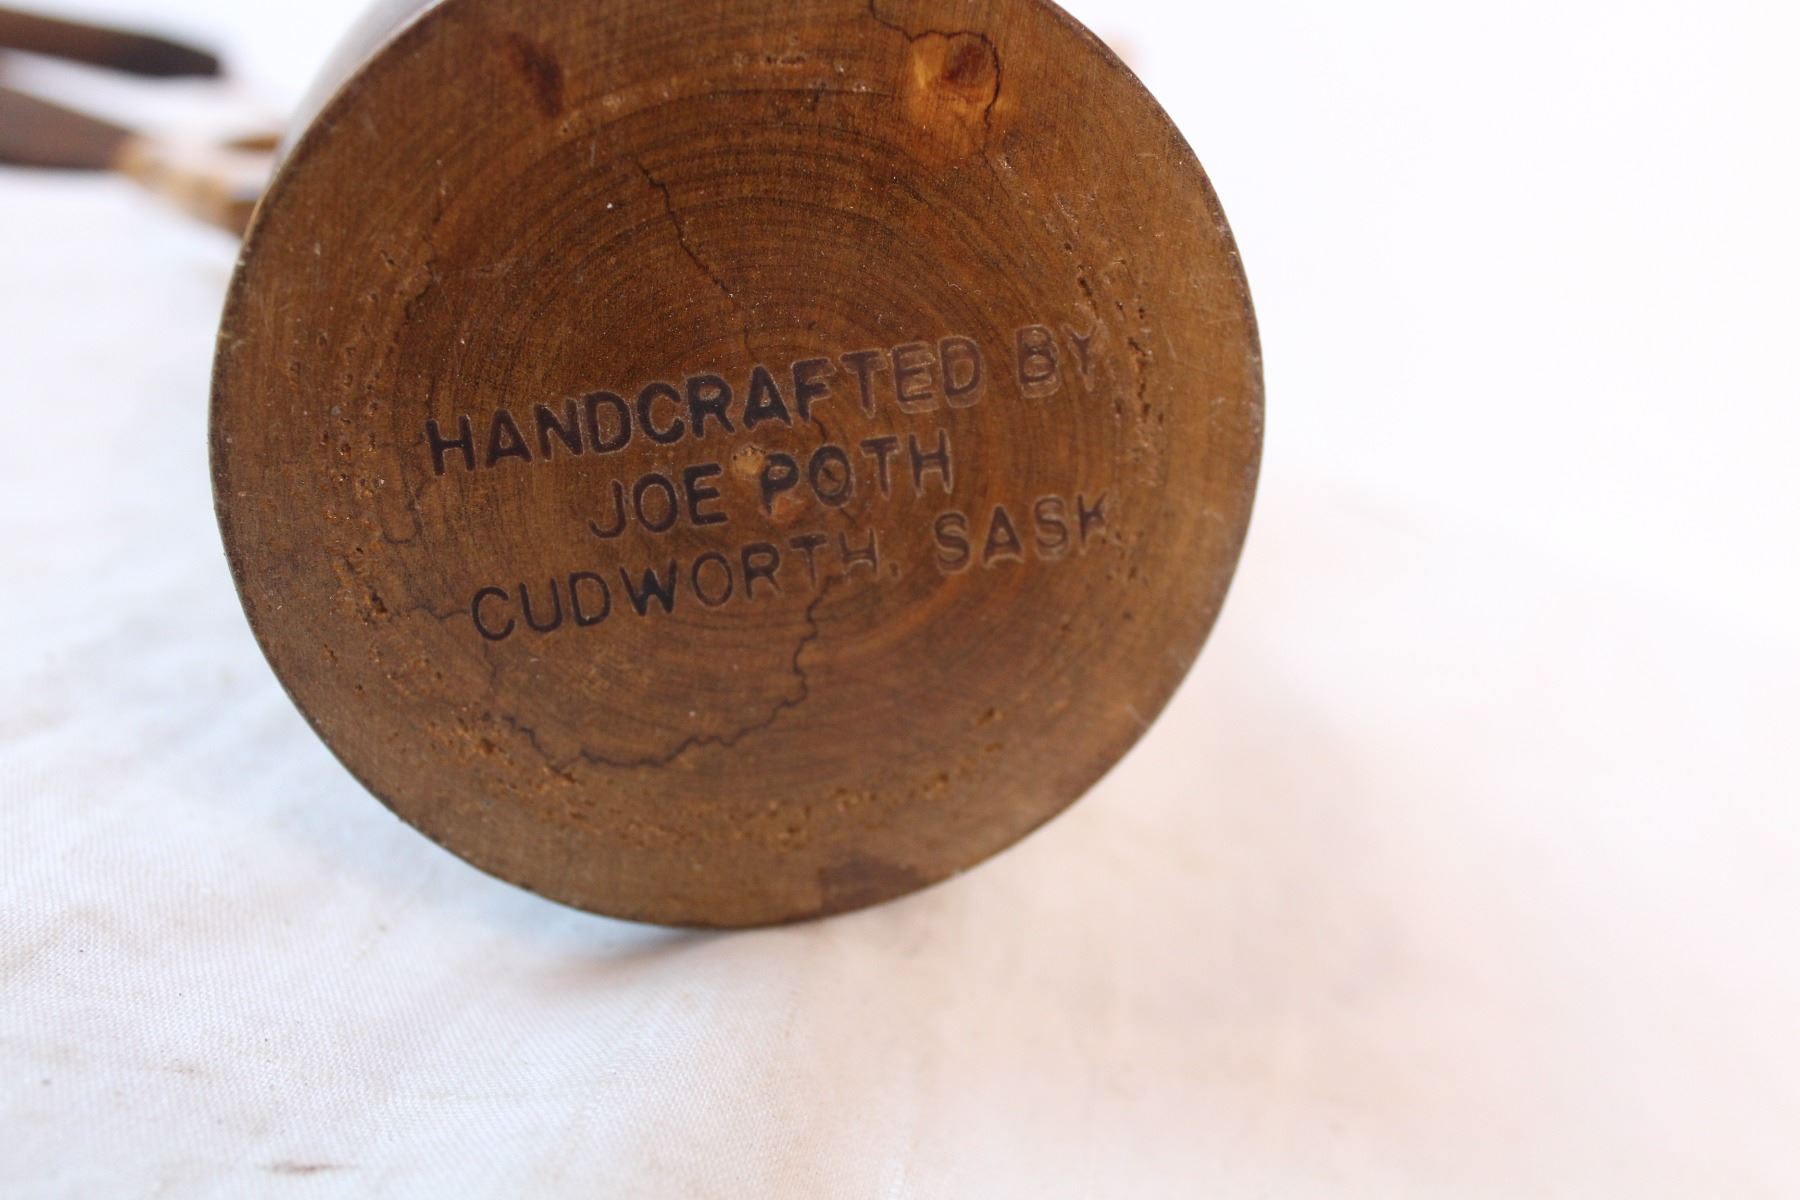 HANDCRAFTED BY
JOE POTH
CUDWORTH, SASK.